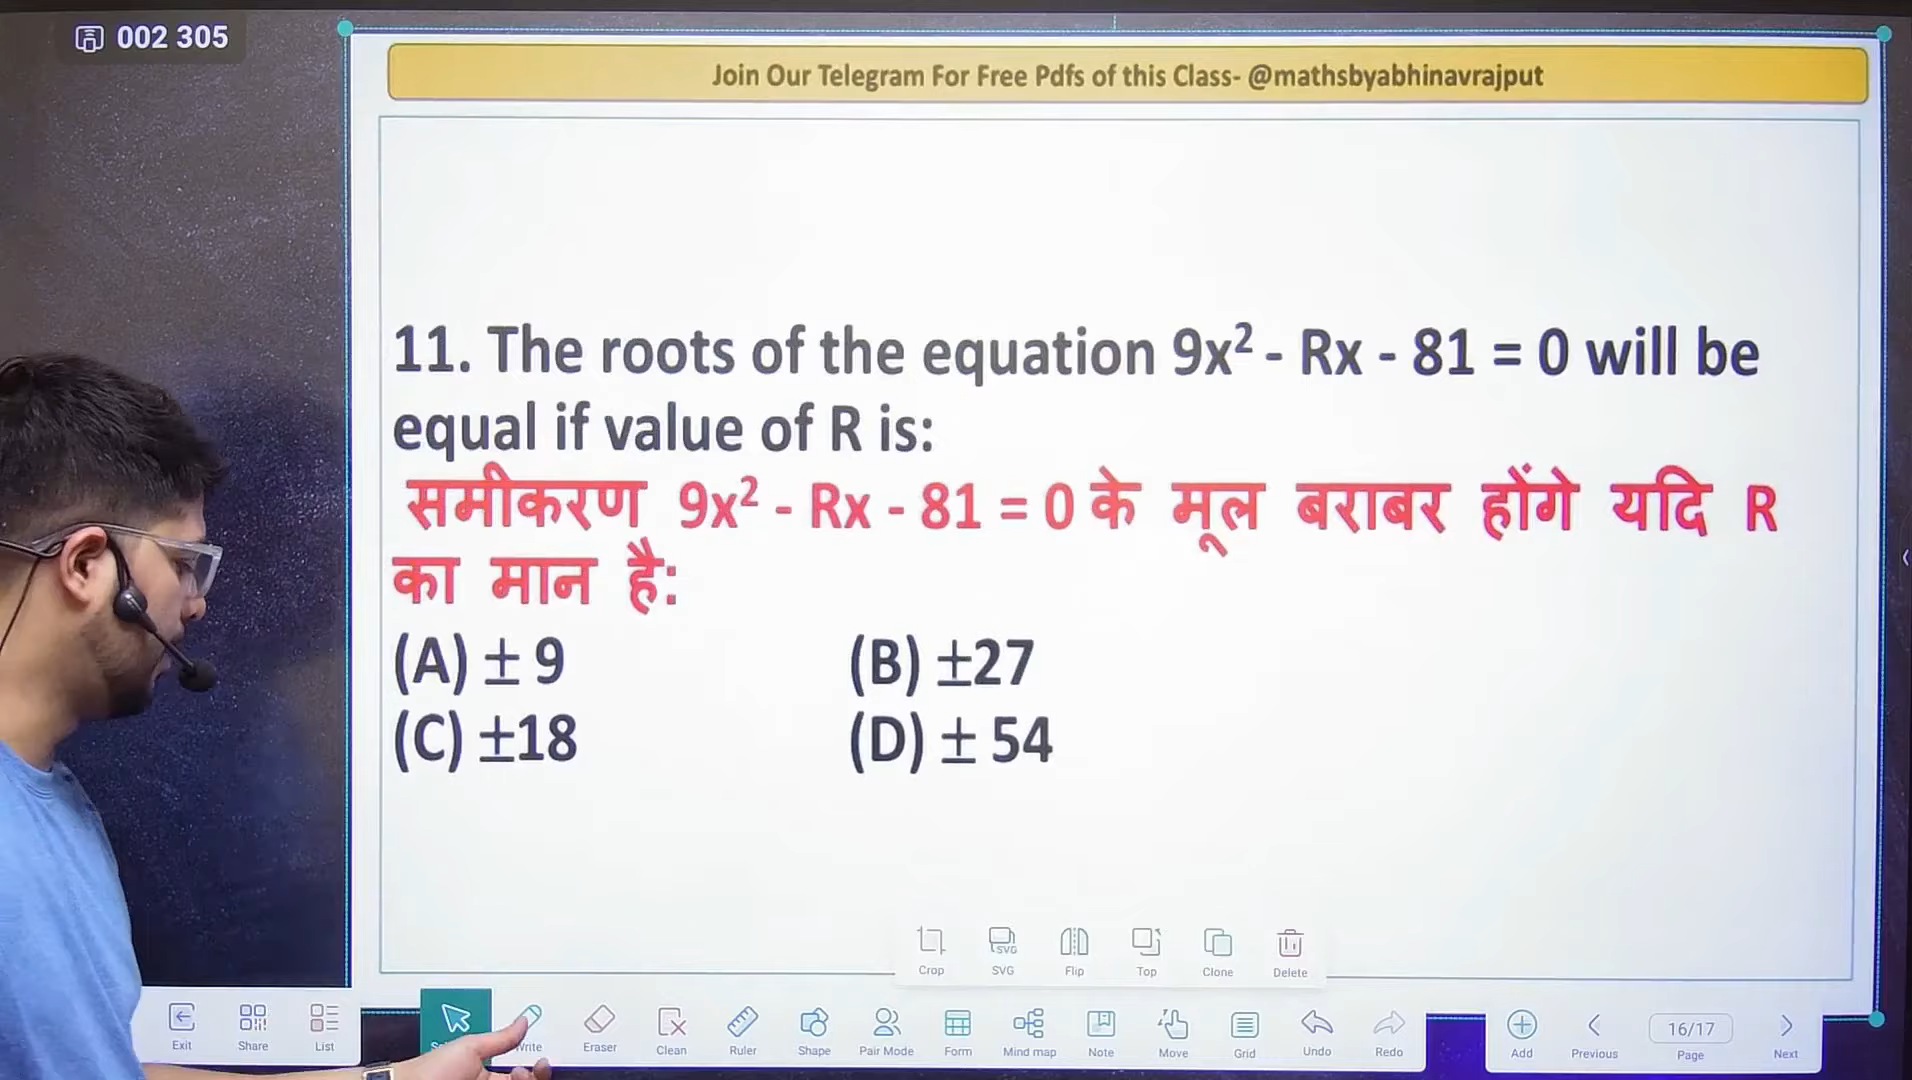 002 305
Join Our Telegram For Free Pdfs of this Class- @mathsbyabhinavrajput
11. The roots of the equation 9x² - Rx - 81 = 0 will be
equal if value of R is:
समीकरण 9x² - Rx - 81 = 0 के मूल बराबर होंगे यदि R
का मान है:
(A) ± 9 (B) ±27
(C) ±18 (D) ± 54
Crop SVG Flip Top Clone Delete
Exit Share List Eraser Clean Ruler Shape Pair Mode Form Mind map Note Move Grid Undo Redo Add Previous 16/17 Page Next